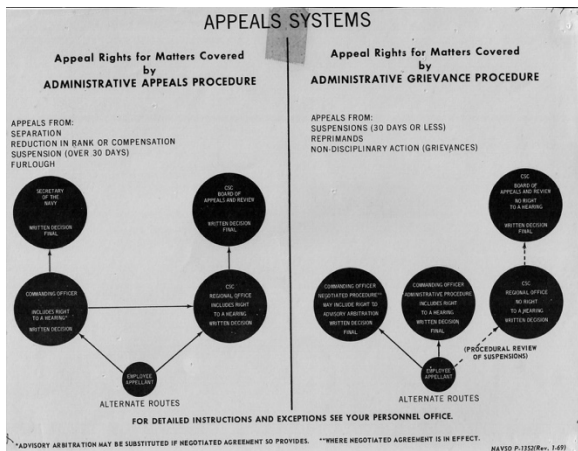 APPEALS SYSTEMS
Appeal Rights for Matters Covered
by
ADMINISTRATIVE APPEALS PROCEDURE
APPEALS FROM:
SEPARATION
REDUCTION IN RANK OR COMPENSATION
SUSPENSION (OVER 30 DAYS)
FURLOUGH
SECRETARY
OF THE
NAVY
WRITTEN DECISION
FINAL
CSC
BOARD OF
APPEALS AND REVIEW
WRITTEN DECISION
FINAL
COMMANDING OFFICER
INCLUDES RIGHT
TO A HEARING*
WRITTEN DECISION
CSC
REGIONAL OFFICE
INCLUDES RIGHT
TO A HEARING
WRITTEN DECISION
EMPLOYEE
APPELLANT
ALTERNATE ROUTES
Appeal Rights for Matters Covered
by
ADMINISTRATIVE GRIEVANCE PROCEDURE
APPEALS FROM:
SUSPENSIONS (30 DAYS OR LESS)
REPRIMANDS
NON-DISCIPLINARY ACTION (GRIEVANCES)
CSC
BOARD OF
APPEALS AND REVIEW
NO RIGHT
TO A HEARING
WRITTEN DECISION
FINAL
COMMANDING OFFICER
NEGOTIATED PROCEDURE**
MAY INCLUDE RIGHT TO
ADVISORY ARBITRATION
WRITTEN DECISION
FINAL
COMMANDING OFFICER
ADMINISTRATIVE PROCEDURE
INCLUDES RIGHT
TO A HEARING
WRITTEN DECISION
FINAL
CSC
REGIONAL OFFICE
NO RIGHT
TO A HEARING
WRITTEN DECISION
(PROCEDURAL REVIEW
OF SUSPENSIONS)
EMPLOYEE
APPELLANT
ALTERNATE ROUTES
FOR DETAILED INSTRUCTIONS AND EXCEPTIONS SEE YOUR PERSONNEL OFFICE.
*ADVISORY ARBITRATION MAY BE SUBSTITUTED IF NEGOTIATED AGREEMENT SO PROVIDES. **WHERE NEGOTIATED AGREEMENT IS IN EFFECT.
NAVSO P-1352(Rev. 1-69)